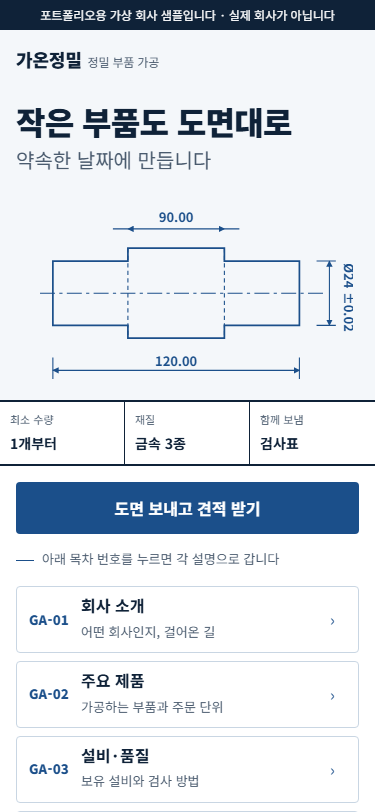 포트폴리오용 가상 회사 샘플입니다 · 실제 회사가 아닙니다
가온정밀 정밀 부품 가공
작은 부품도 도면대로
약속한 날짜에 만듭니다
90.00
Ø24 ±0.02
120.00
최소 수량
1개부터
재질
금속 3종
함께 보냄
검사표
도면 보내고 견적 받기
아래 목차 번호를 누르면 각 설명으로 갑니다
GA-01
회사 소개
어떤 회사인지, 걸어온 길
GA-02
주요 제품
가공하는 부품과 주문 단위
GA-03
설비·품질
보유 설비와 검사 방법